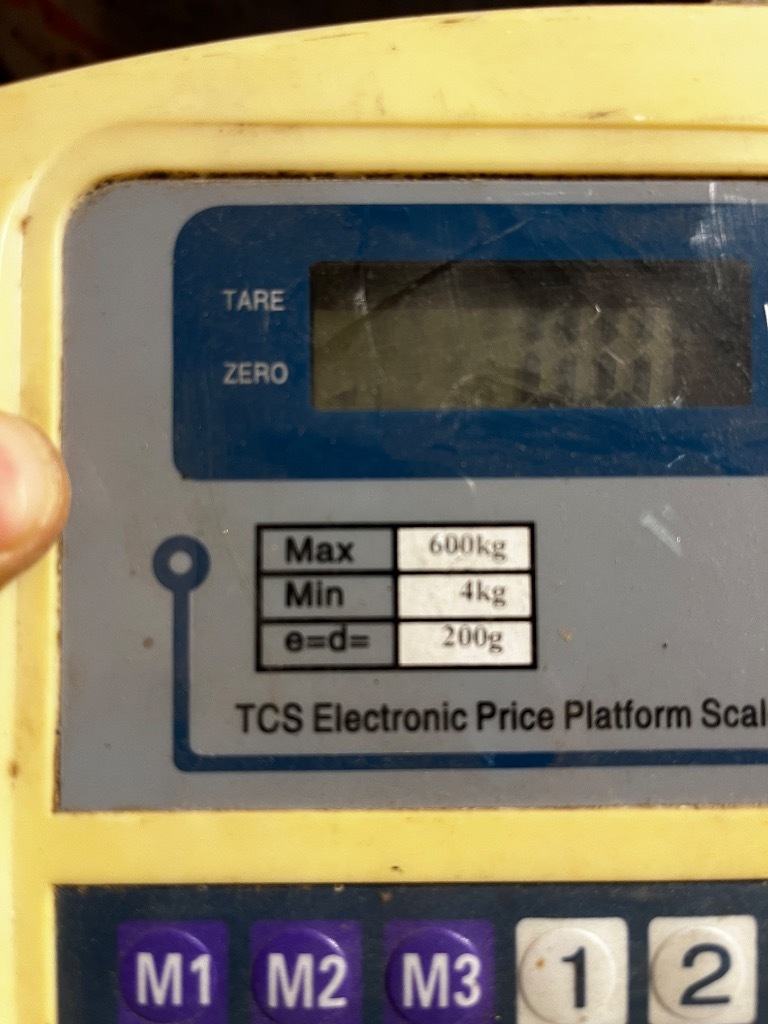 TARE
ZERO
Max 600kg
Min 4kg
e=d= 200g
TCS Electronic Price Platform Scal
M1 M2 M3 1 2